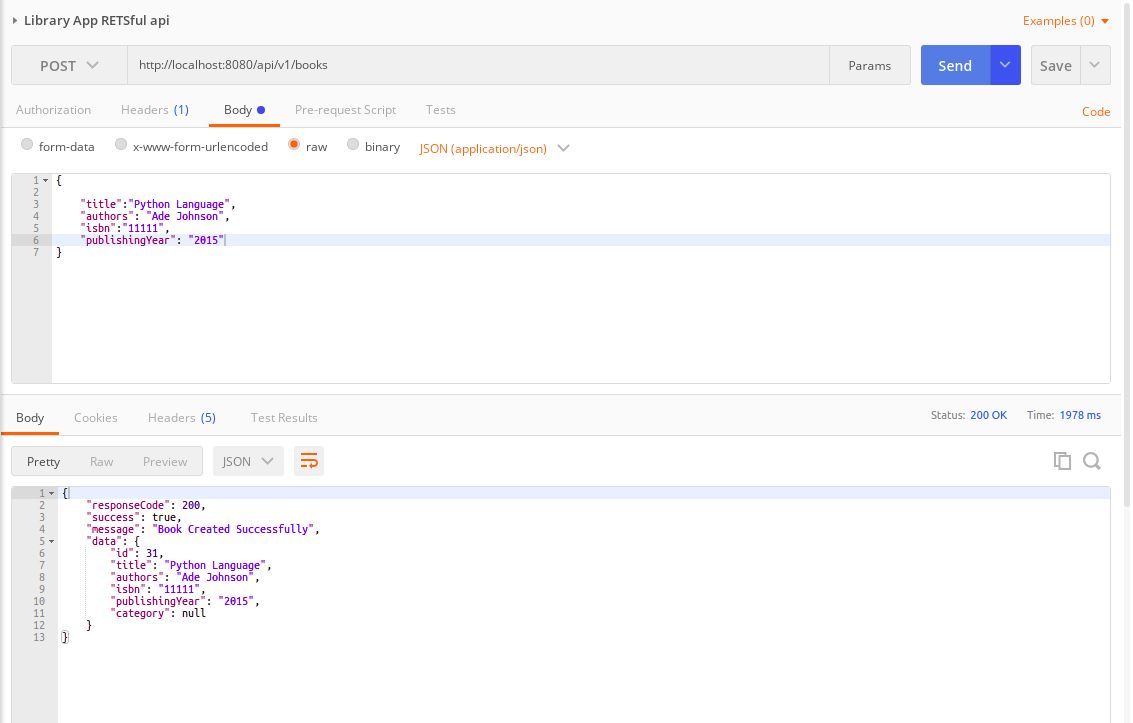 Library App RETSful api Examples (0)
POST http://localhost:8080/api/v1/books Params Send Save
Authorization Headers (1) Body Pre-request Script Tests Code
form-data x-www-form-urlencoded raw binary JSON (application/json)
1 {
2
3 "title":"Python Language",
4 "authors": "Ade Johnson",
5 "isbn":"11111",
6 "publishingYear": "2015"
7 }
Body Cookies Headers (5) Test Results Status: 200 OK Time: 1978 ms
Pretty Raw Preview JSON
1 {
2 "responseCode": 200,
3 "success": true,
4 "message": "Book Created Successfully",
5 "data": {
6 "id": 31,
7 "title": "Python Language",
8 "authors": "Ade Johnson",
9 "isbn": "11111",
10 "publishingYear": "2015",
11 "category": null
12 }
13 }